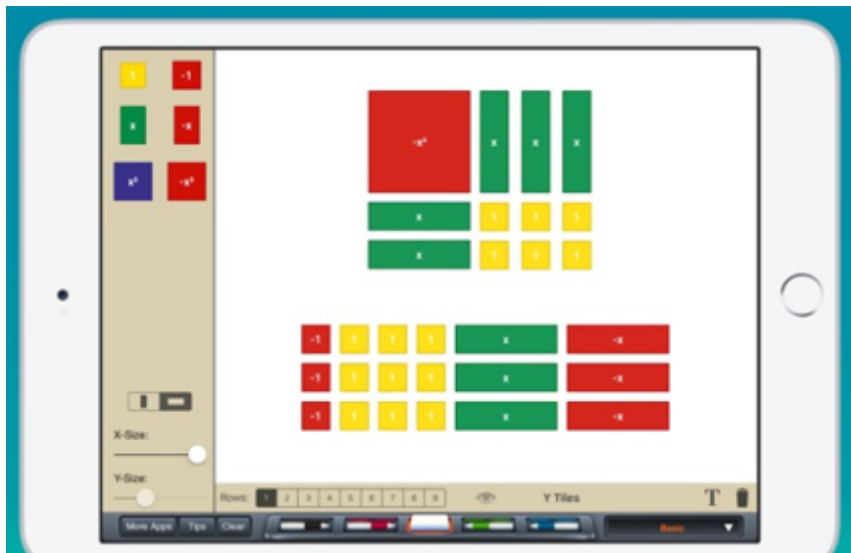 1 -1
x -x
x² -x²
-x² x x x
x 1 1 1
x 1 1 1
-1 1 1 1 x -x
-1 1 1 1 x -x
-1 1 1 1 x -x
X-Size:
Y-Size:
Rows: 1 2 3 4 5 6 7 8 9 Y Tiles T
More Apps Tips Clear Basic